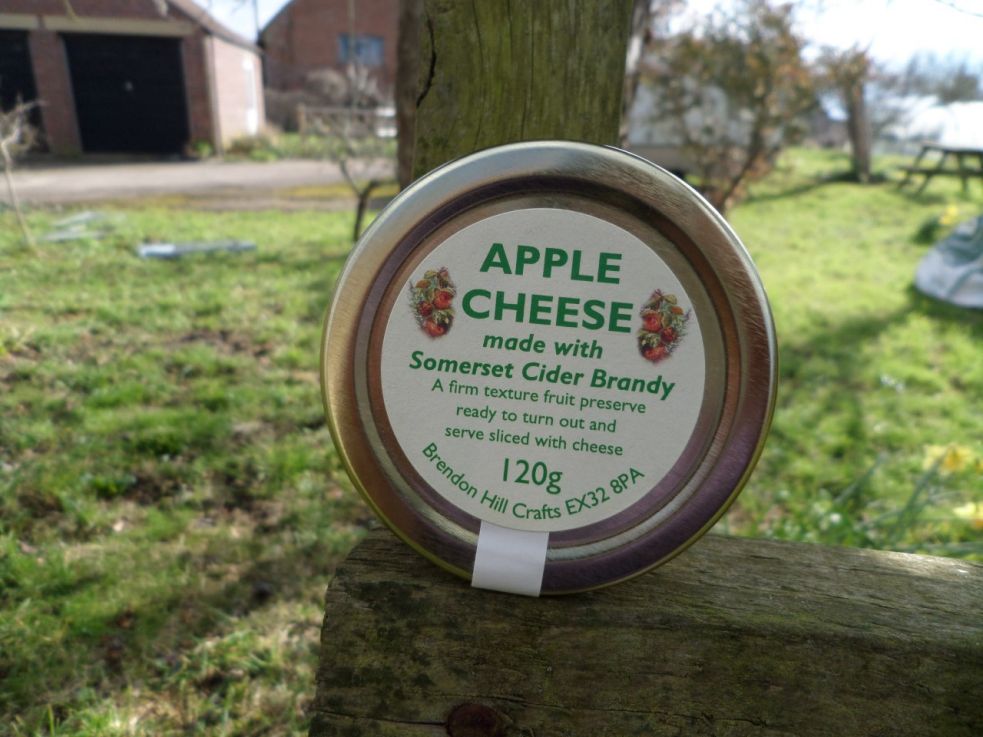 APPLE
CHEESE
made with
Somerset Cider Brandy
A firm texture fruit preserve
ready to turn out and
serve sliced with cheese
120g
Brendon Hill Crafts EX32 8PA